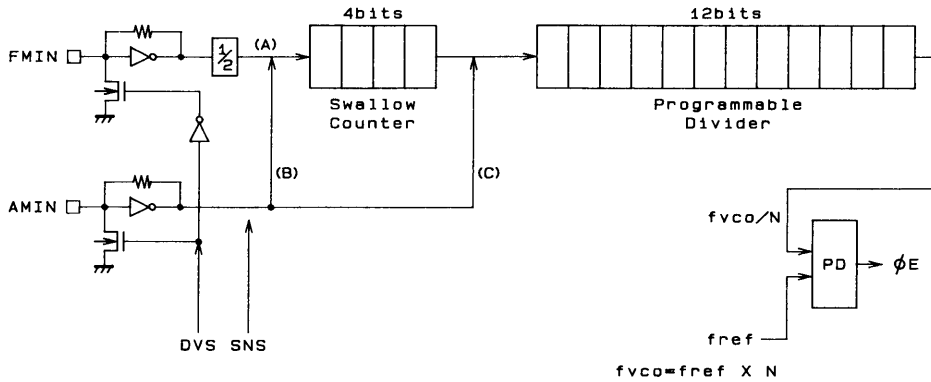 4bits
12bits
FMIN
1/2
(A)
Swallow
Counter
Programmable
Divider
(B)
(C)
AMIN
fvco/N
PD
φE
fref
DVS SNS
fvco=fref X N